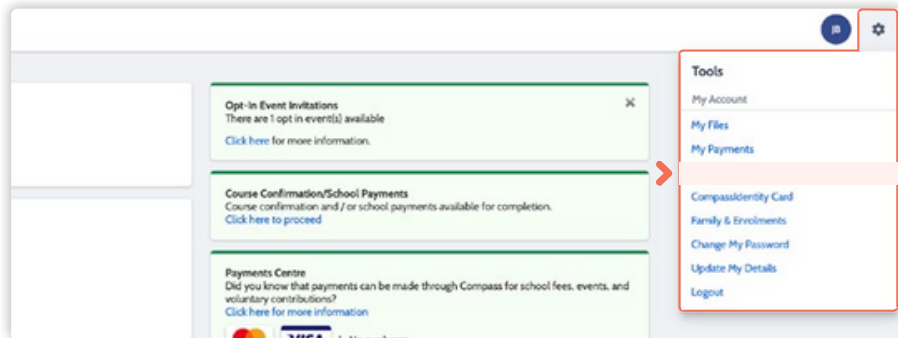 JB
Tools
My Account
My Files
My Payments
CompassIdentity Card
Family & Enrolments
Change My Password
Update My Details
Logout
Opt-In Event Invitations
There are 1 opt in event(s) available
Click here for more information.
Course Confirmation/School Payments
Course confirmation and / or school payments available for completion.
Click here to proceed
Payments Centre
Did you know that payments can be made through Compass for school fees, events, and
voluntary contributions?
Click here for more information
VISA